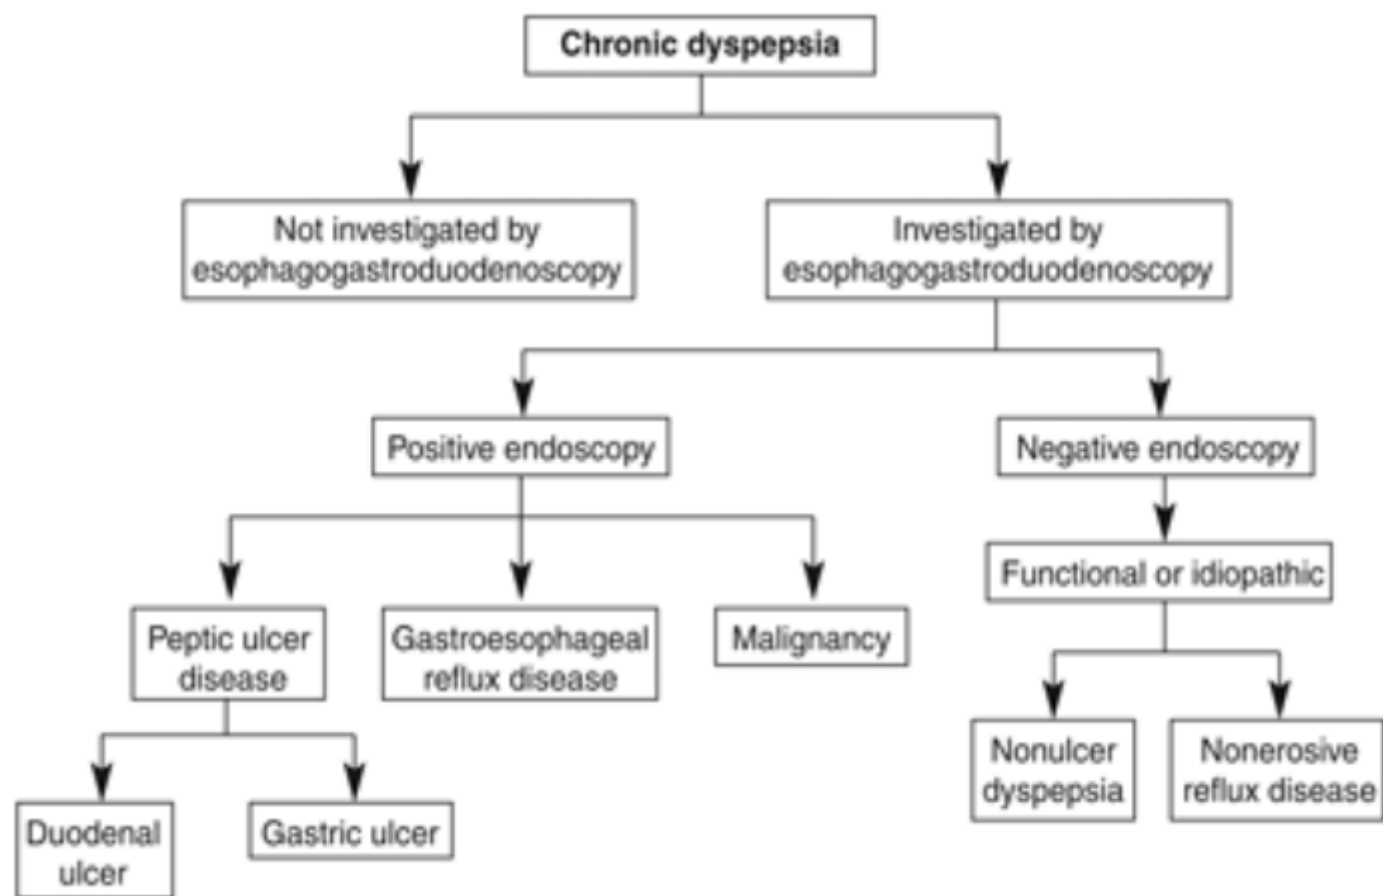 Chronic dyspepsia
Not investigated by
esophagogastroduodenoscopy
Investigated by
esophagogastroduodenoscopy
Positive endoscopy
Negative endoscopy
Functional or idiopathic
Peptic ulcer
disease
Gastroesophageal
reflux disease
Malignancy
Nonulcer
dyspepsia
Nonerosive
reflux disease
Duodenal
ulcer
Gastric ulcer